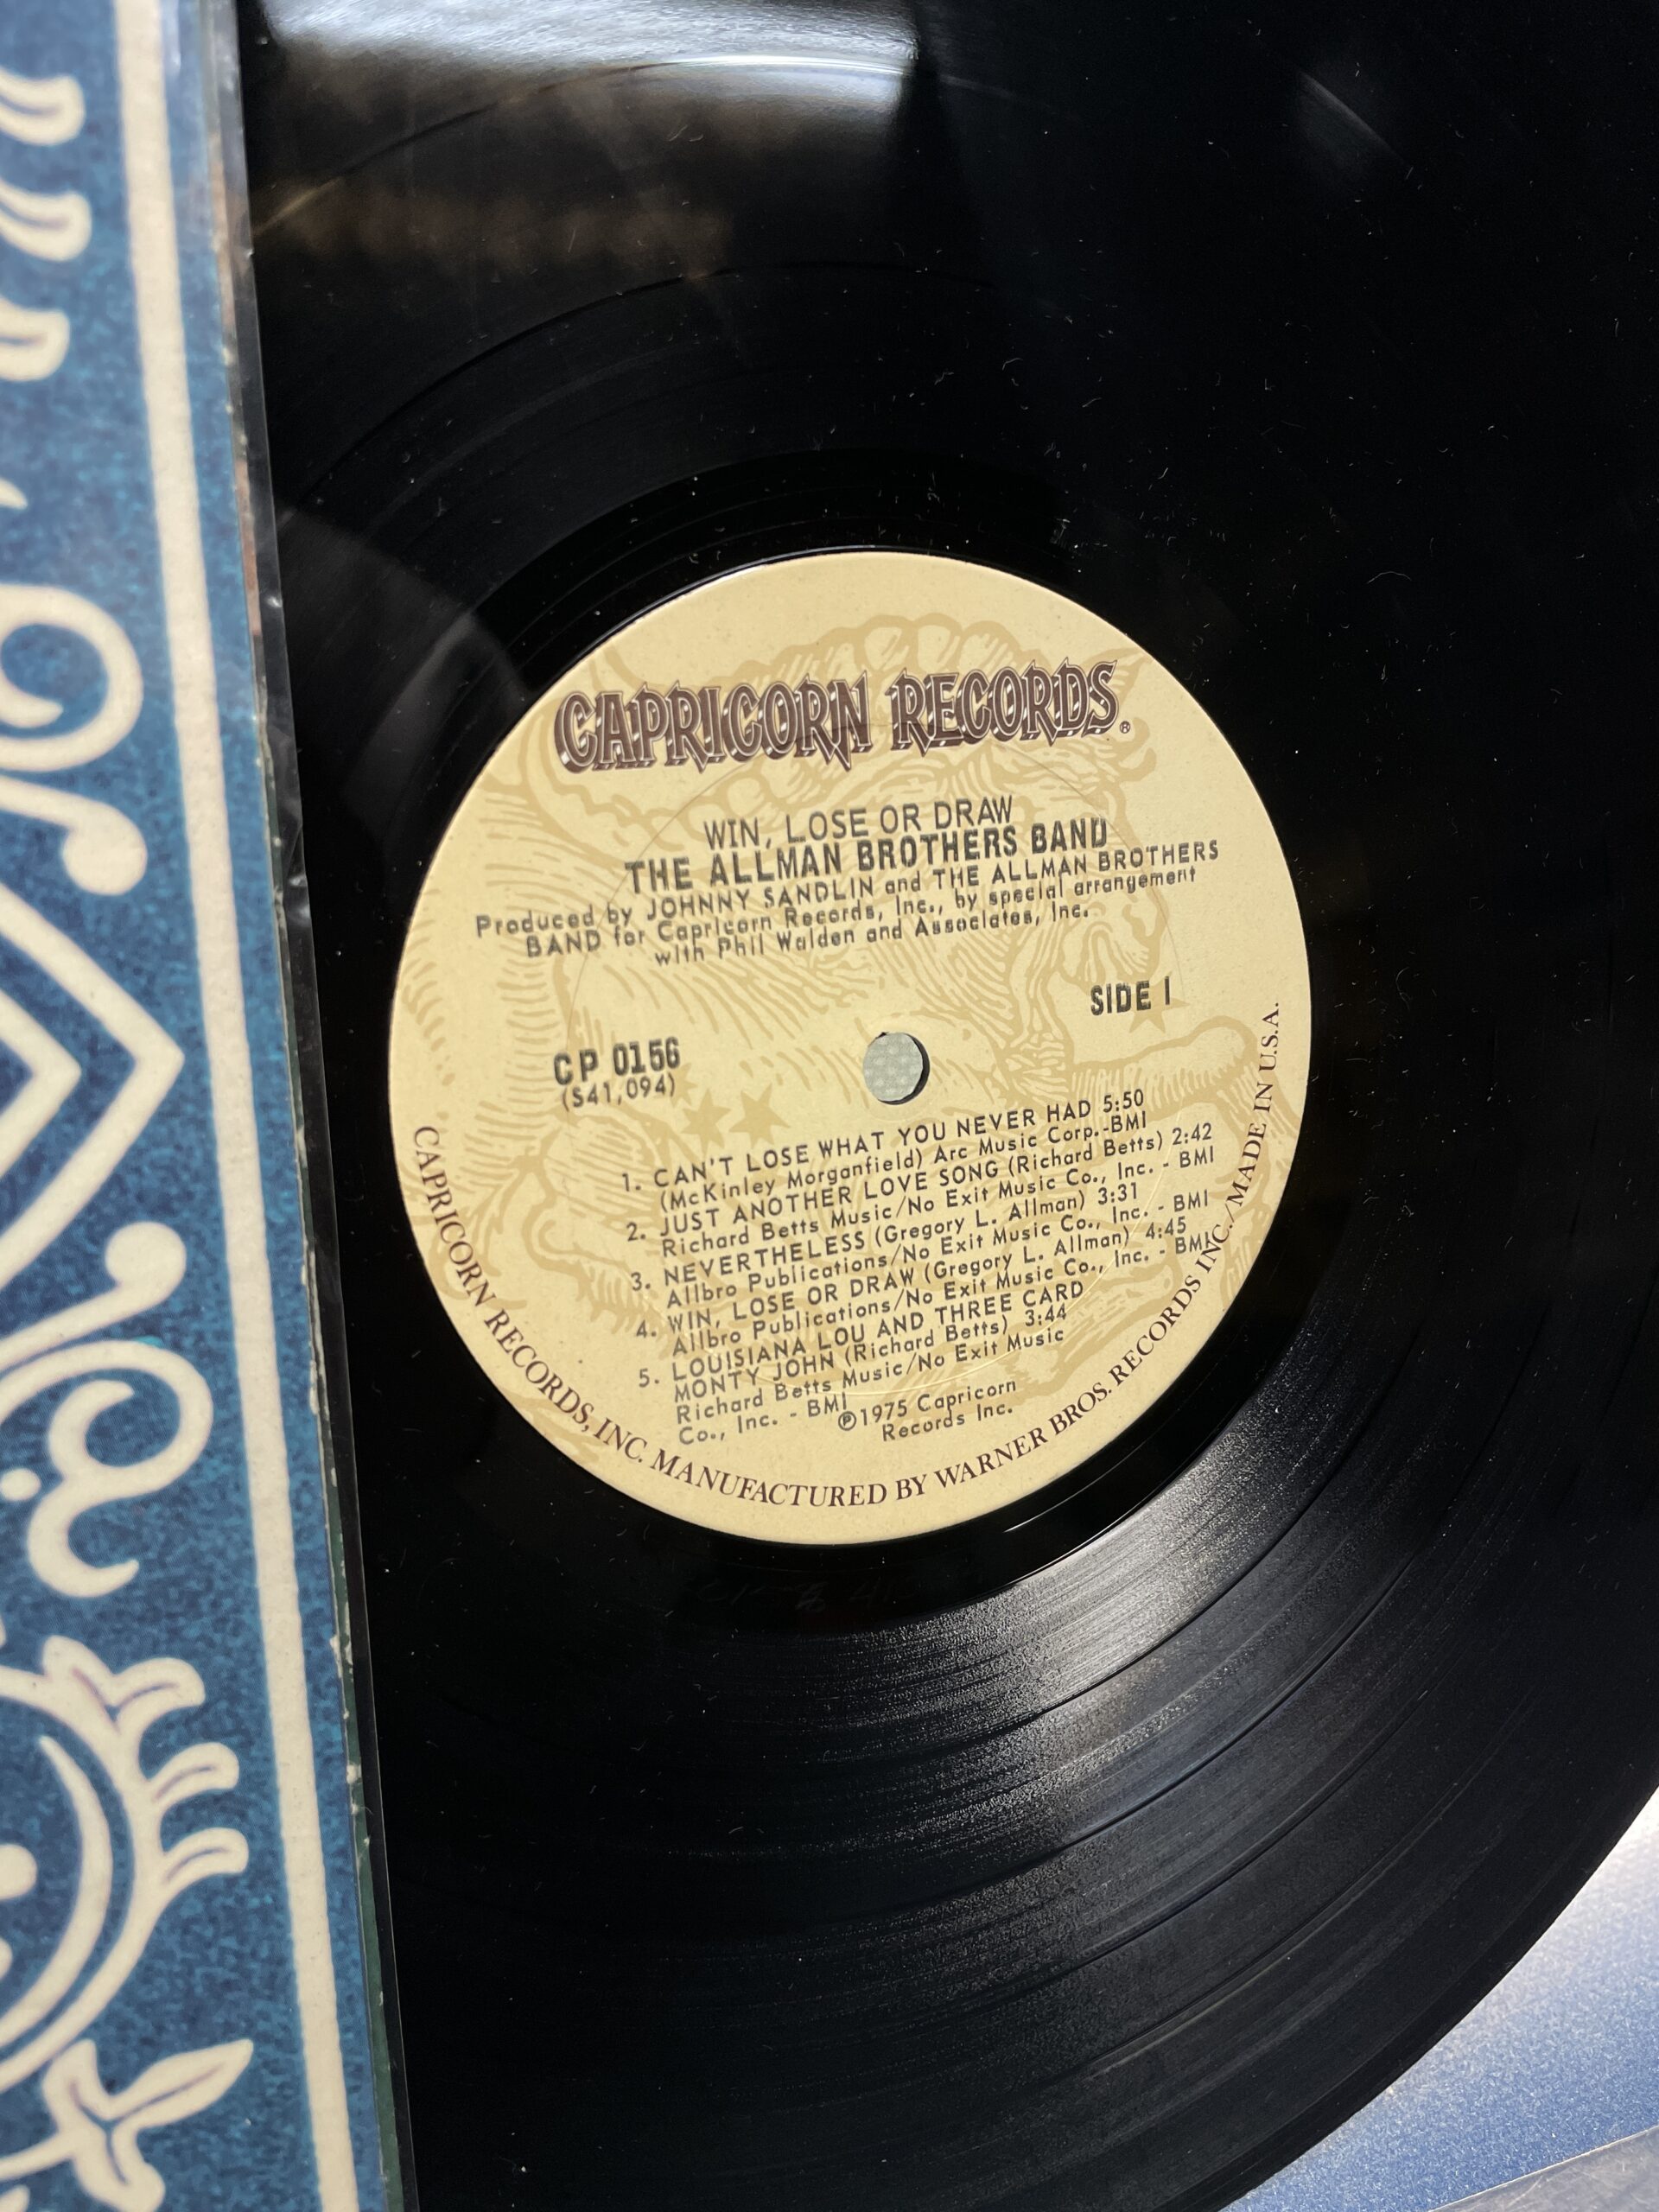 CAPRICORN RECORDS®
WIN, LOSE OR DRAW
THE ALLMAN BROTHERS BAND
Produced by JOHNNY SANDLIN and THE ALLMAN BROTHERS
BAND for Capricorn Records, Inc., by special arrangement
with Phil Walden and Associates, Inc.
SIDE 1
CP 0156
(S41,094)
1. CAN'T LOSE WHAT YOU NEVER HAD 5:50
(McKinley Morganfield) Arc Music Corp.-BMI
2. JUST ANOTHER LOVE SONG (Richard Betts) 2:42
Richard Betts Music/No Exit Music Co., Inc. - BMI
3. NEVERTHELESS (Gregory L. Allman) 3:31
Allbro Publications/No Exit Music Co., Inc. - BMI
4. WIN, LOSE OR DRAW (Gregory L. Allman) 4:45
Allbro Publications/No Exit Music Co., Inc. - BMI
5. LOUISIANA LOU AND THREE CARD
MONTY JOHN (Richard Betts) 3:44
Richard Betts Music/No Exit Music
Co., Inc. - BMI
℗1975 Capricorn
Records Inc.
CAPRICORN RECORDS, INC. MANUFACTURED BY WARNER BROS. RECORDS INC./MADE IN U.S.A.